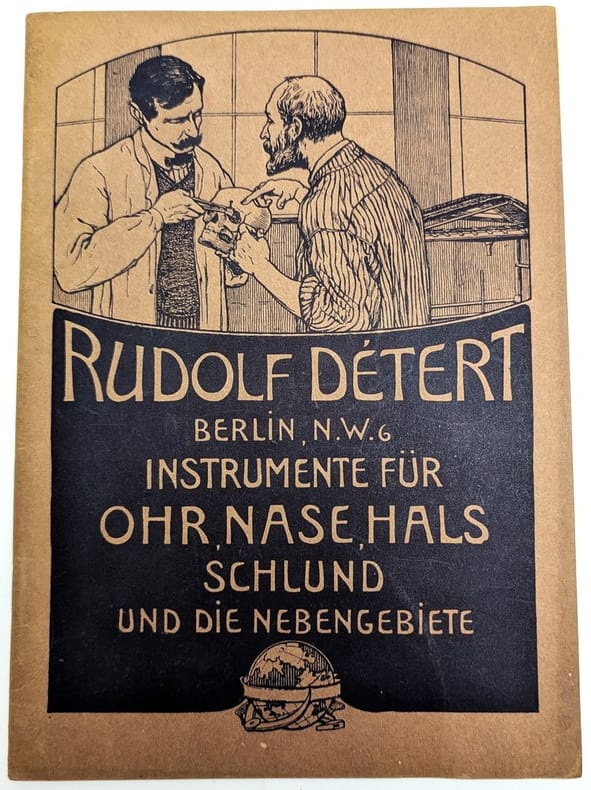 RUDOLF DÉTERT
BERLIN, N.W.6
INSTRUMENTE FÜR
OHR, NASE, HALS
SCHLUND
UND DIE NEBENGEBIETE